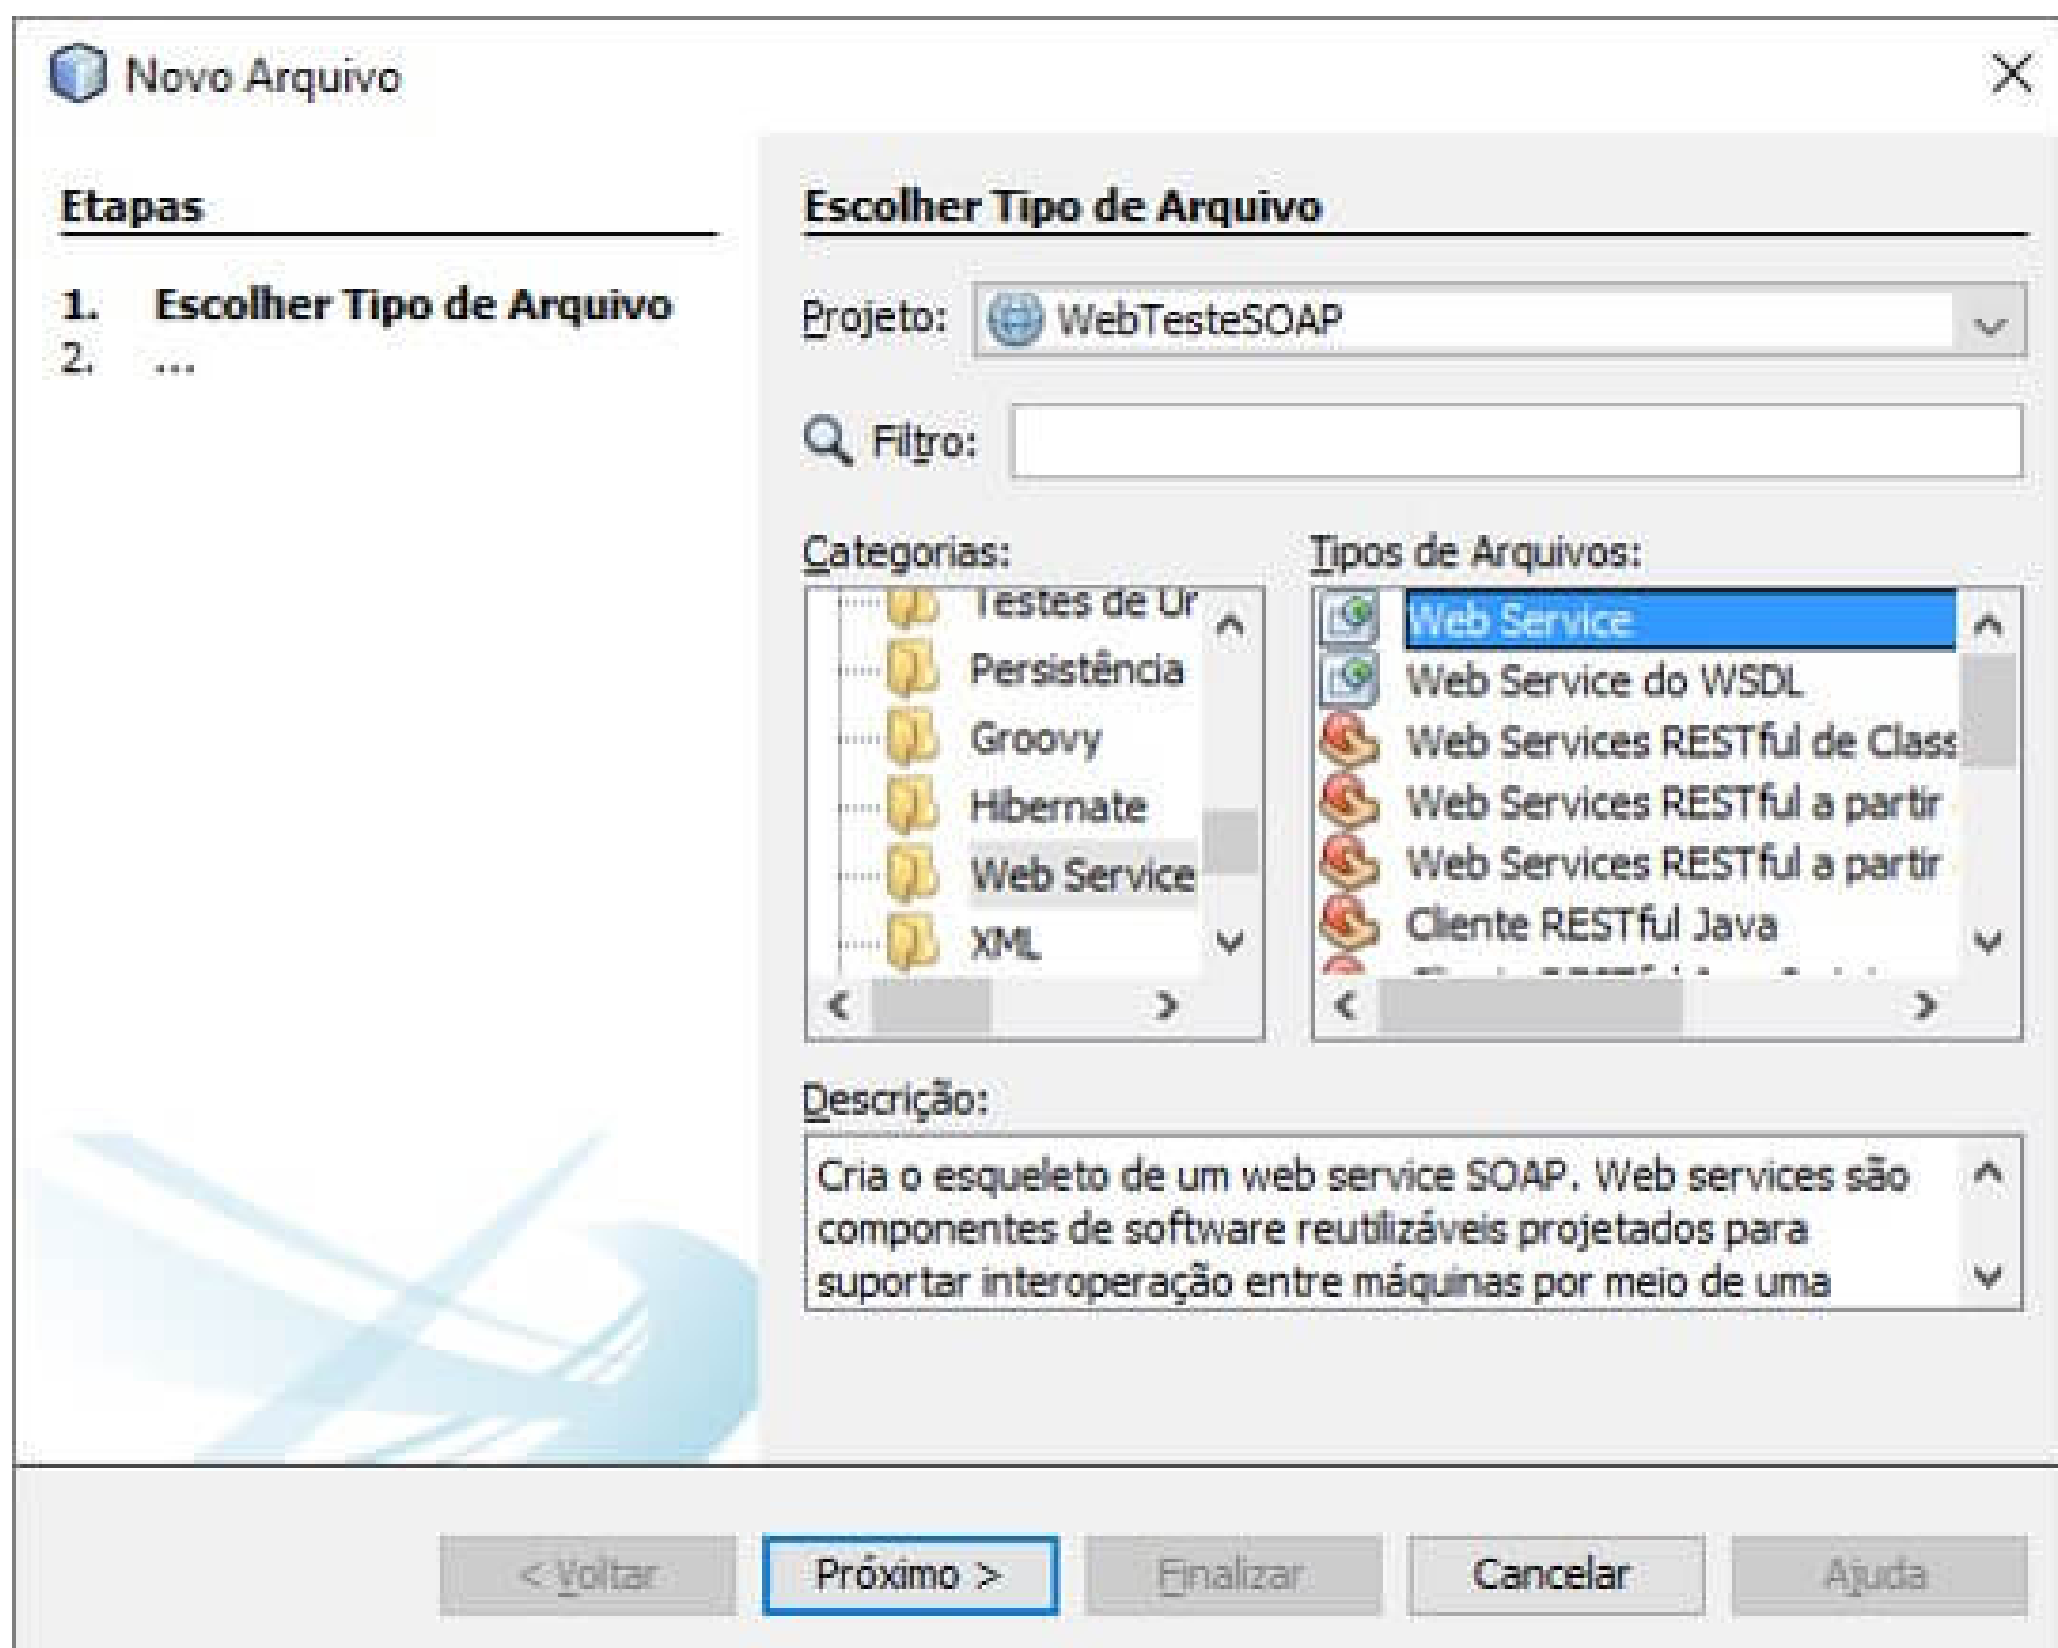 Novo Arquivo
Etapas
1. Escolher Tipo de Arquivo
2. ...
Escolher Tipo de Arquivo
Projeto: WebTesteSOAP
Filtro:
Categorias:
Testes de Ur
Persistência
Groovy
Hibernate
Web Service
XML
Tipos de Arquivos:
Web Service
Web Service do WSDL
Web Services RESTful de Class
Web Services RESTful a partir
Web Services RESTful a partir
Cliente RESTful Java
Descrição:
Cria o esqueleto de um web service SOAP. Web services são
componentes de software reutilizáveis projetados para
suportar interoperação entre máquinas por meio de uma
< Voltar Próximo > Finalizar Cancelar Ajuda